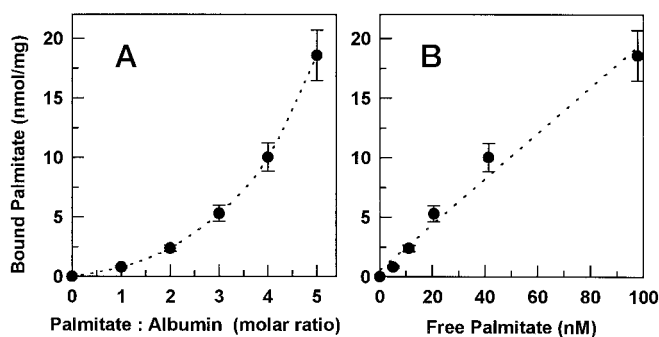 A
B
Bound Palmitate (nmol/mg)
20
15
10
5
0
0 1 2 3 4 5
Palmitate : Albumin (molar ratio)
20
15
10
5
0
0 20 40 60 80 100
Free Palmitate (nM)